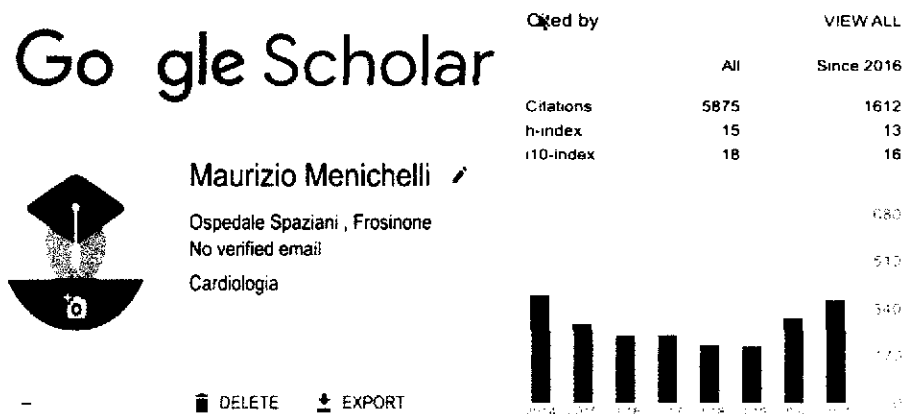 Go gle Scholar
Maurizio Menichelli
Ospedale Spaziani , Frosinone
No verified email
Cardiologia
DELETE EXPORT
Cited by VIEW ALL
All Since 2016
Citations 5875 1612
h-index 15 13
i10-index 18 16
680
510
340
170
0